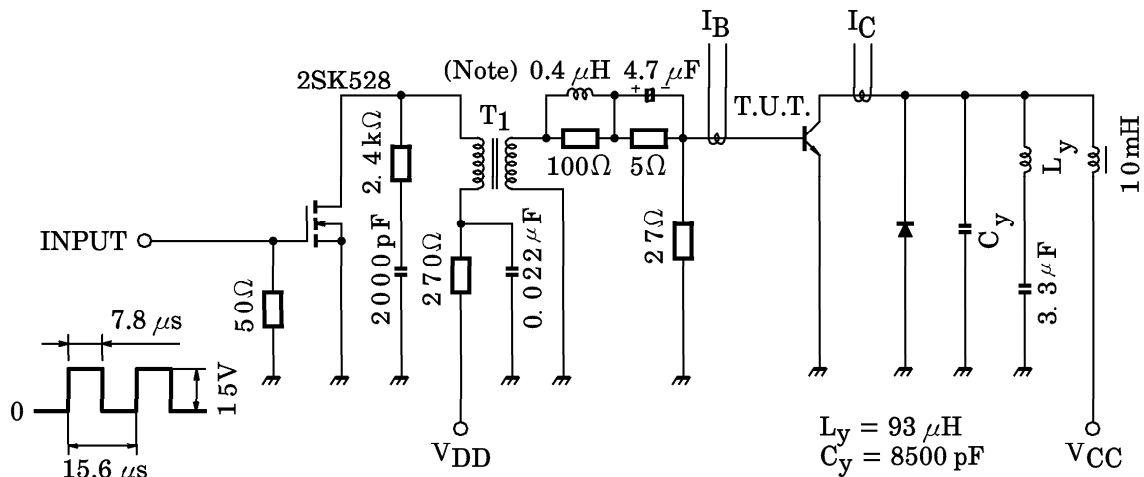 I_B
I_C
2SK528
(Note) 0.4 μH 4.7 μF
+ −
T.U.T.
T1
2.4kΩ
100Ω
5Ω
L_y
10mH
INPUT
50Ω
2000pF
270Ω
0.022μF
27Ω
C_y
3.3μF
7.8 μs
15V
0
15.6 μs
V_DD
L_y = 93 μH
C_y = 8500 pF
V_CC